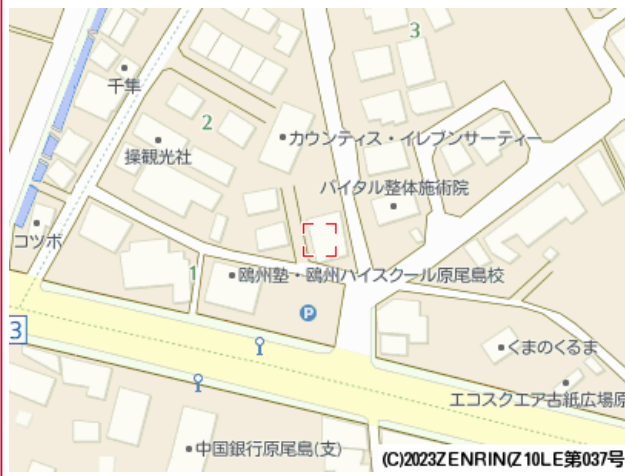 3
千隼
2
カウンティス・イレブンサーティー
操観光社
バイタル整体施術院
コツボ
1
鴎州塾・鴎州ハイスクール原尾島校
P
3
くまのくるま
エコスクエア古紙広場原
中国銀行原尾島(支)
(C)2023ZENRIN(Z10LE第037号